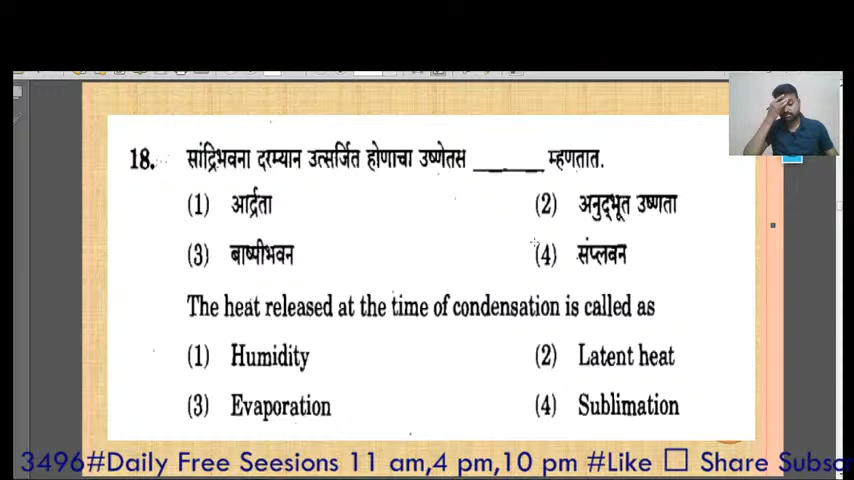 18. सांद्रिभवना दरम्यान उत्सर्जित होणाचा उष्णेतस ______ म्हणतात.
(1) आर्द्रता (2) अनुद्भूत उष्णता
(3) बाष्पीभवन (4) संप्लवन
The heat released at the time of condensation is called as
(1) Humidity (2) Latent heat
(3) Evaporation (4) Sublimation
3496#Daily Free Seesions 11 am,4 pm,10 pm #Like □ Share Subsc